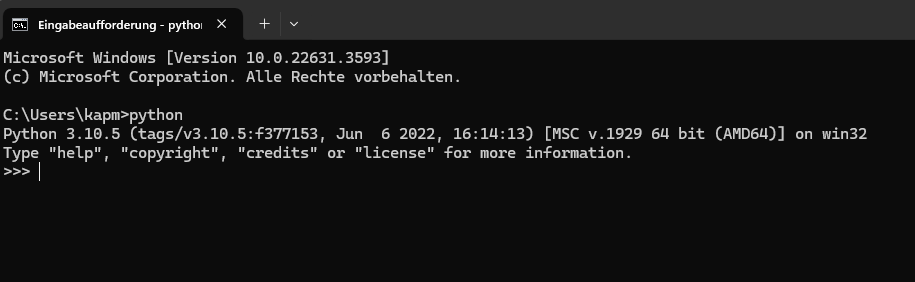 Eingabeaufforderung - pytho
Microsoft Windows [Version 10.0.22631.3593]
(c) Microsoft Corporation. Alle Rechte vorbehalten.
C:\Users\kapm>python
Python 3.10.5 (tags/v3.10.5:f377153, Jun  6 2022, 16:14:13) [MSC v.1929 64 bit (AMD64)] on win32
Type "help", "copyright", "credits" or "license" for more information.
>>>